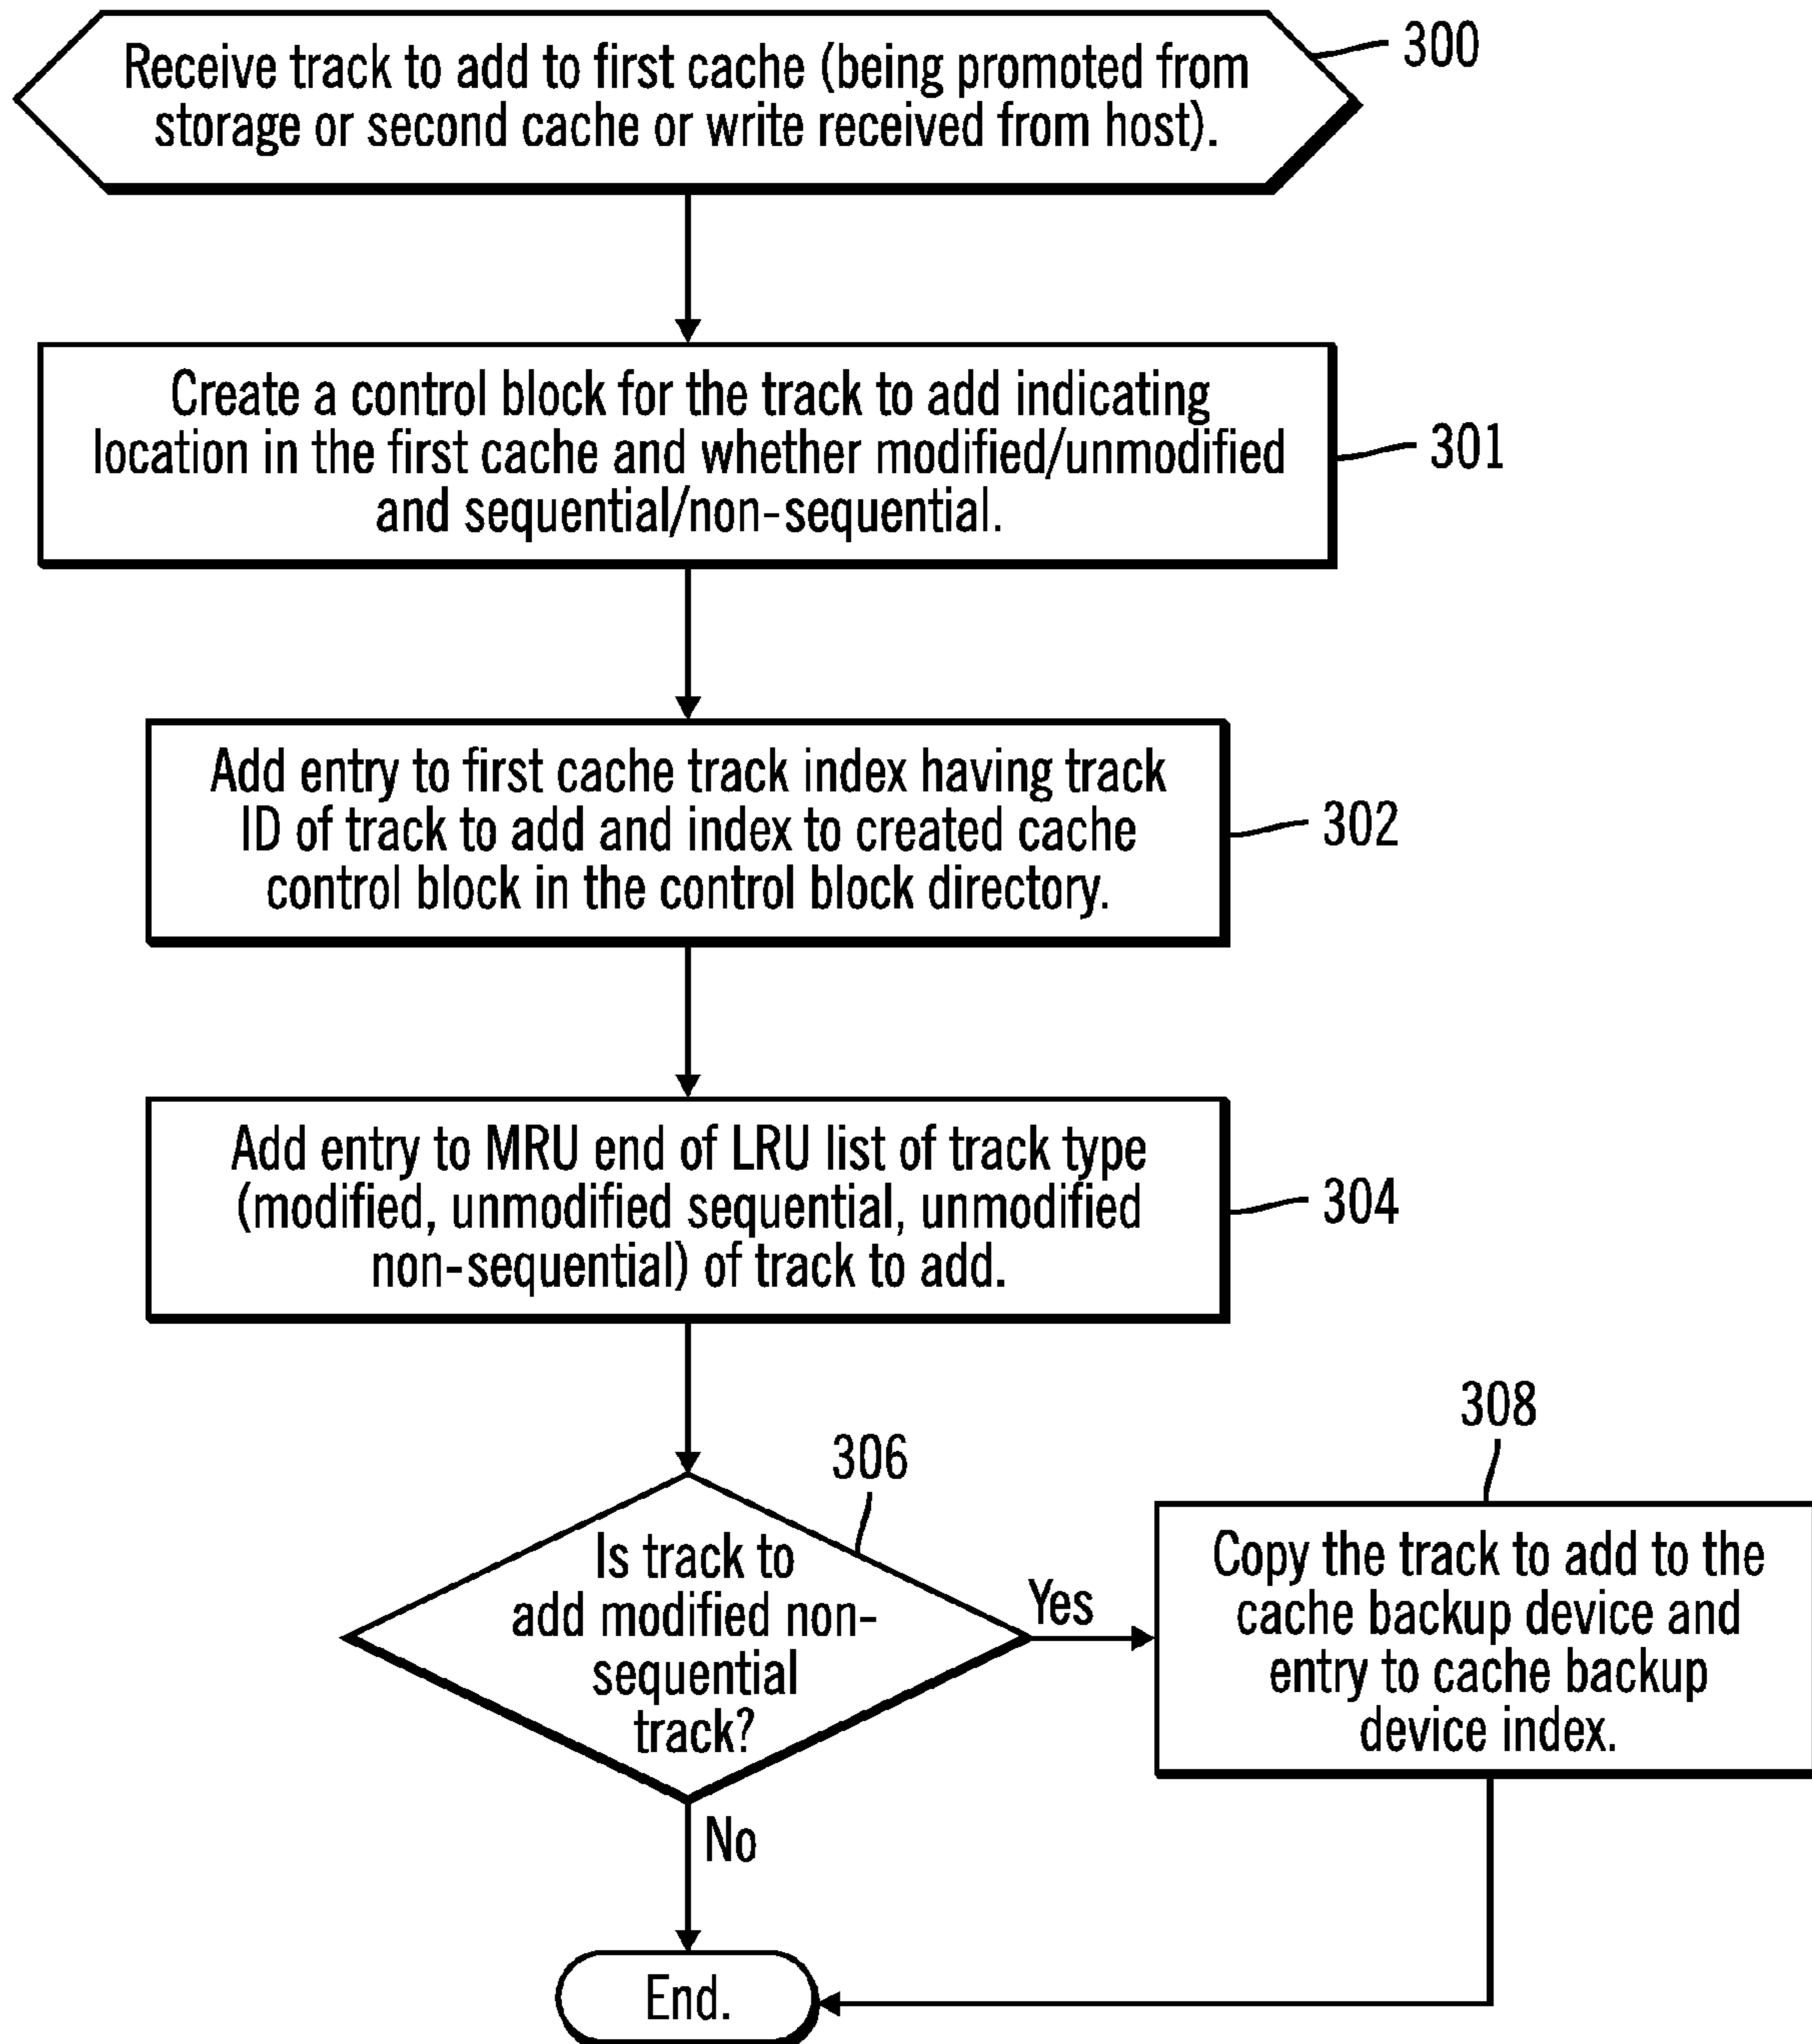 Receive track to add to first cache (being promoted from
storage or second cache or write received from host).
300
Create a control block for the track to add indicating
location in the first cache and whether modified/unmodified
and sequential/non-sequential.
301
Add entry to first cache track index having track
ID of track to add and index to created cache
control block in the control block directory.
302
Add entry to MRU end of LRU list of track type
(modified, unmodified sequential, unmodified
non-sequential) of track to add.
304
306
Is track to
add modified non-
sequential
track?
Yes
308
Copy the track to add to the
cache backup device and
entry to cache backup
device index.
No
End.